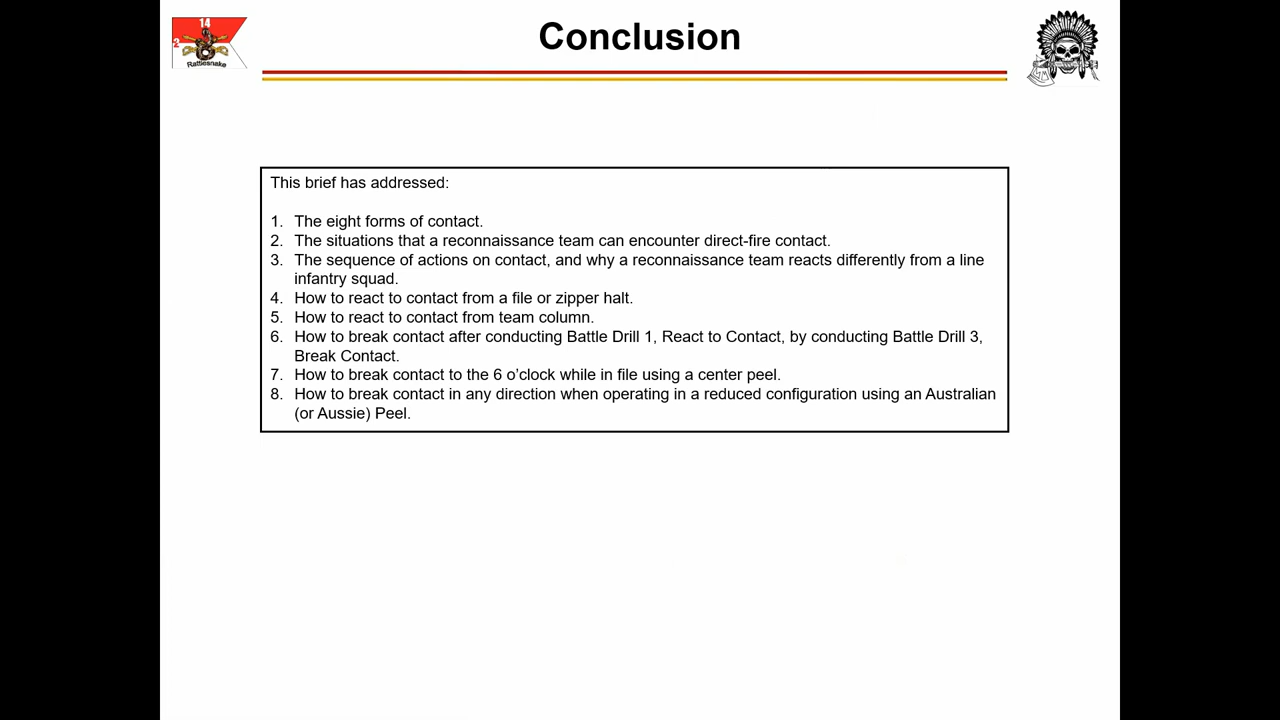 14
Conclusion
2
Rattlesnake
This brief has addressed:
1. The eight forms of contact.
2. The situations that a reconnaissance team can encounter direct-fire contact.
3. The sequence of actions on contact, and why a reconnaissance team reacts differently from a line
infantry squad.
4. How to react to contact from a file or zipper halt.
5. How to react to contact from team column.
6. How to break contact after conducting Battle Drill 1, React to Contact, by conducting Battle Drill 3,
Break Contact.
7. How to break contact to the 6 o’clock while in file using a center peel.
8. How to break contact in any direction when operating in a reduced configuration using an Australian
(or Aussie) Peel.